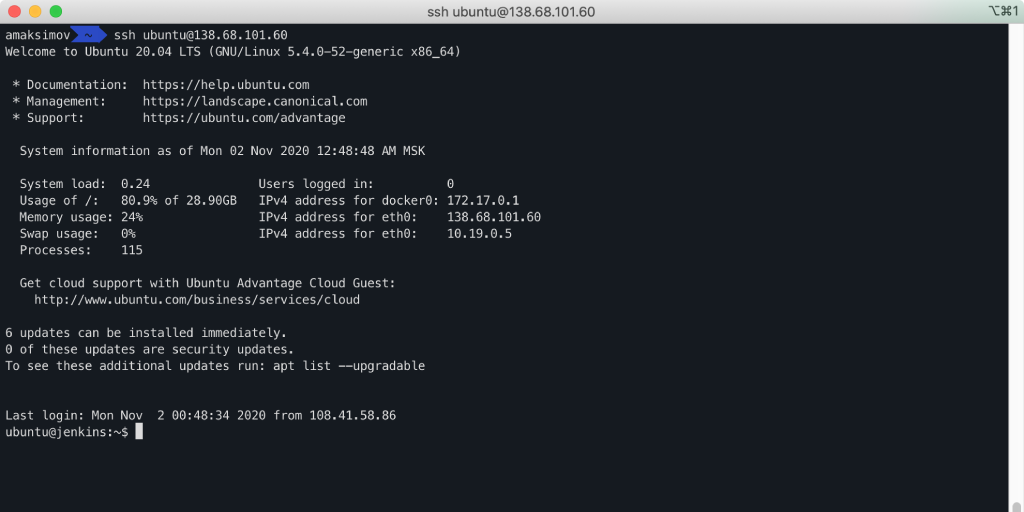 ssh ubuntu@138.68.101.60
⌥⌘1
amaksimov ~ ssh ubuntu@138.68.101.60
Welcome to Ubuntu 20.04 LTS (GNU/Linux 5.4.0-52-generic x86_64)
* Documentation: https://help.ubuntu.com
* Management: https://landscape.canonical.com
* Support: https://ubuntu.com/advantage
System information as of Mon 02 Nov 2020 12:48:48 AM MSK
System load: 0.24 Users logged in: 0
Usage of /: 80.9% of 28.90GB IPv4 address for docker0: 172.17.0.1
Memory usage: 24% IPv4 address for eth0: 138.68.101.60
Swap usage: 0% IPv4 address for eth0: 10.19.0.5
Processes: 115
Get cloud support with Ubuntu Advantage Cloud Guest:
http://www.ubuntu.com/business/services/cloud
6 updates can be installed immediately.
0 of these updates are security updates.
To see these additional updates run: apt list --upgradable
Last login: Mon Nov  2 00:48:34 2020 from 108.41.58.86
ubuntu@jenkins:~$